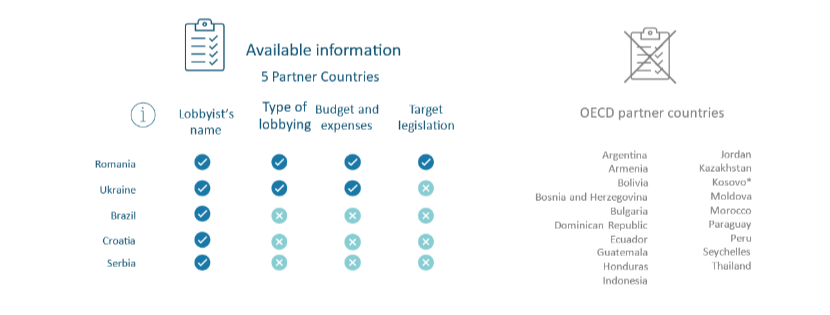 Available information
5 Partner Countries
i
Lobbyist's
name
Type of
lobbying
Budget and
expenses
Target
legislation
Romania
Ukraine
Brazil
Croatia
Serbia
OECD partner countries
Argentina
Armenia
Bolivia
Bosnia and Herzegovina
Bulgaria
Dominican Republic
Ecuador
Guatemala
Honduras
Indonesia
Jordan
Kazakhstan
Kosovo*
Moldova
Morocco
Paraguay
Peru
Seychelles
Thailand